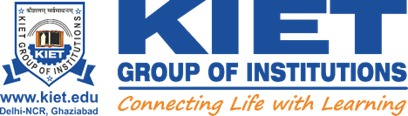 KIET GROUP OF INSTITUTIONS
KIET
www.kiet.edu
Delhi-NCR, Ghaziabad
KIET
GROUP OF INSTITUTIONS
Connecting Life with Learning